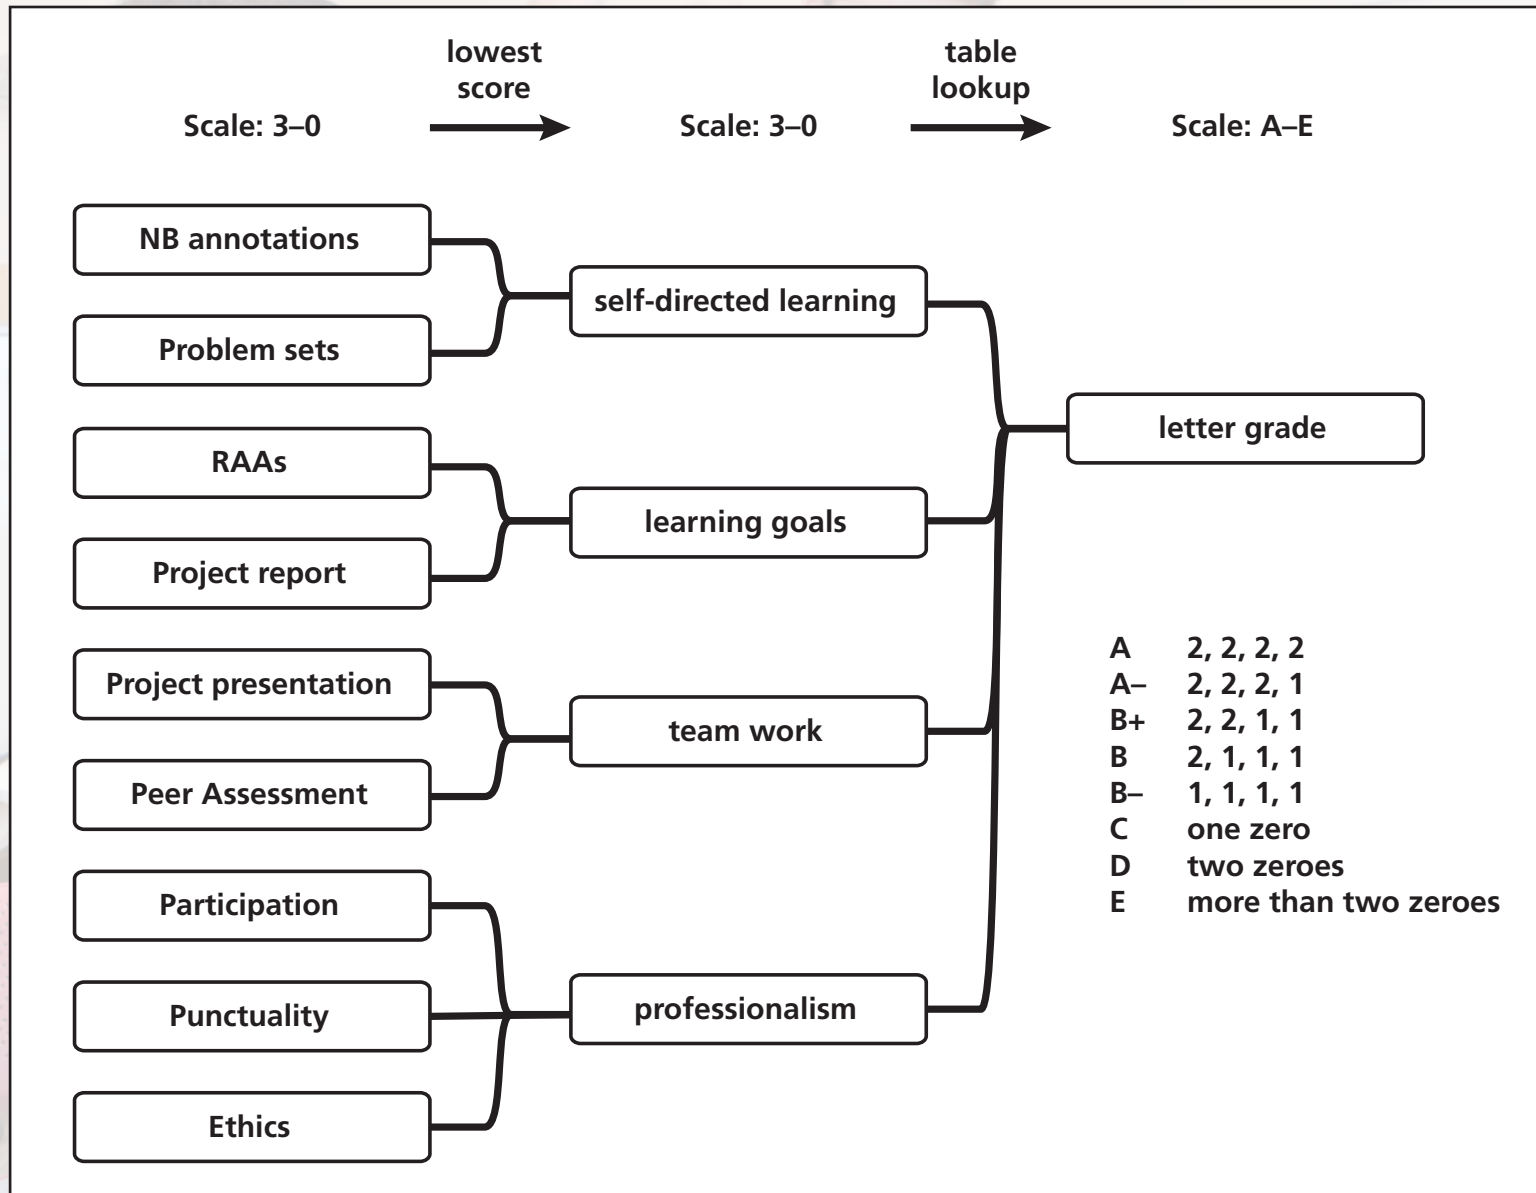 lowest
score
table
lookup
Scale: 3–0
Scale: 3–0
Scale: A–E
NB annotations
Problem sets
RAAs
Project report
Project presentation
Peer Assessment
Participation
Punctuality
Ethics
self-directed learning
learning goals
team work
professionalism
letter grade
A 2, 2, 2, 2
A– 2, 2, 2, 1
B+ 2, 2, 1, 1
B 2, 1, 1, 1
B– 1, 1, 1, 1
C one zero
D two zeroes
E more than two zeroes